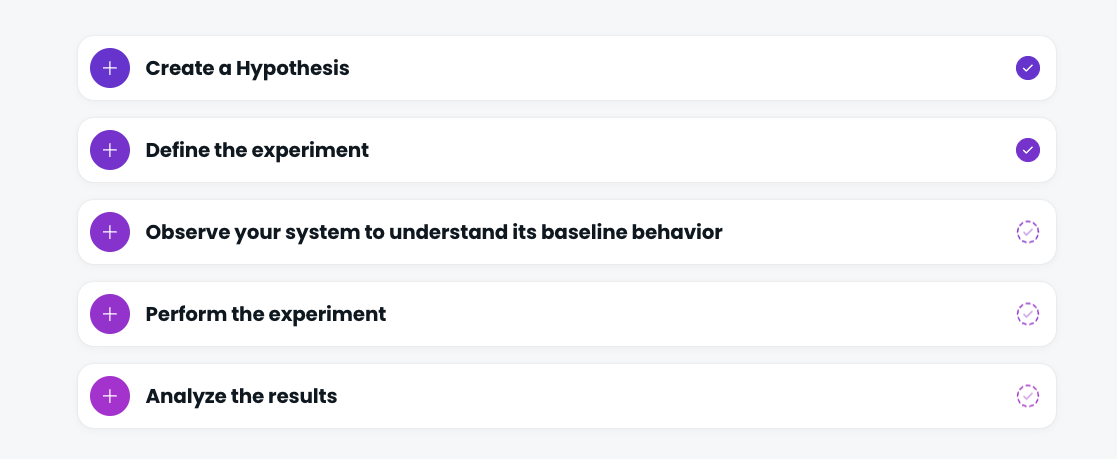 Create a Hypothesis
Define the experiment
Observe your system to understand its baseline behavior
Perform the experiment
Analyze the results